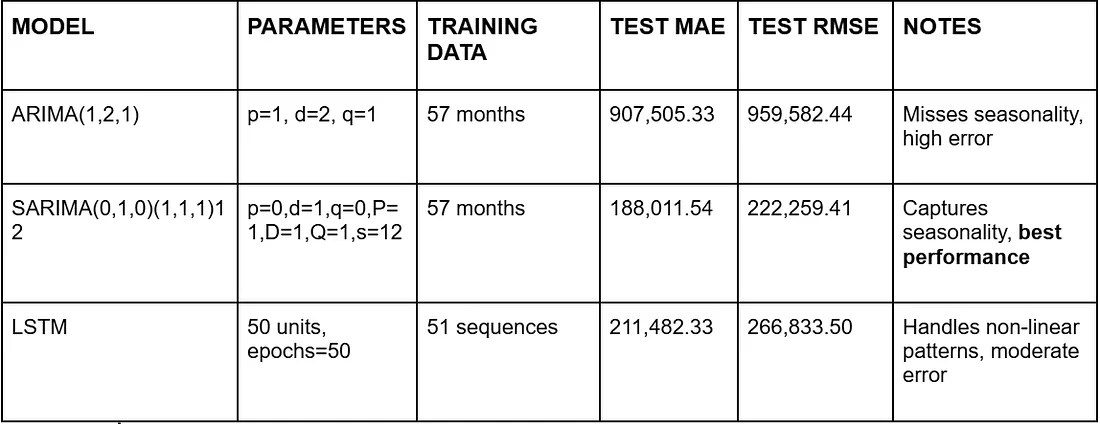 MODEL PARAMETERS TRAINING DATA TEST MAE TEST RMSE NOTES
ARIMA(1,2,1) p=1, d=2, q=1 57 months 907,505.33 959,582.44 Misses seasonality, high error
SARIMA(0,1,0)(1,1,1)12 p=0,d=1,q=0,P=1,D=1,Q=1,s=12 57 months 188,011.54 222,259.41 Captures seasonality, best performance
LSTM 50 units, epochs=50 51 sequences 211,482.33 266,833.50 Handles non-linear patterns, moderate error